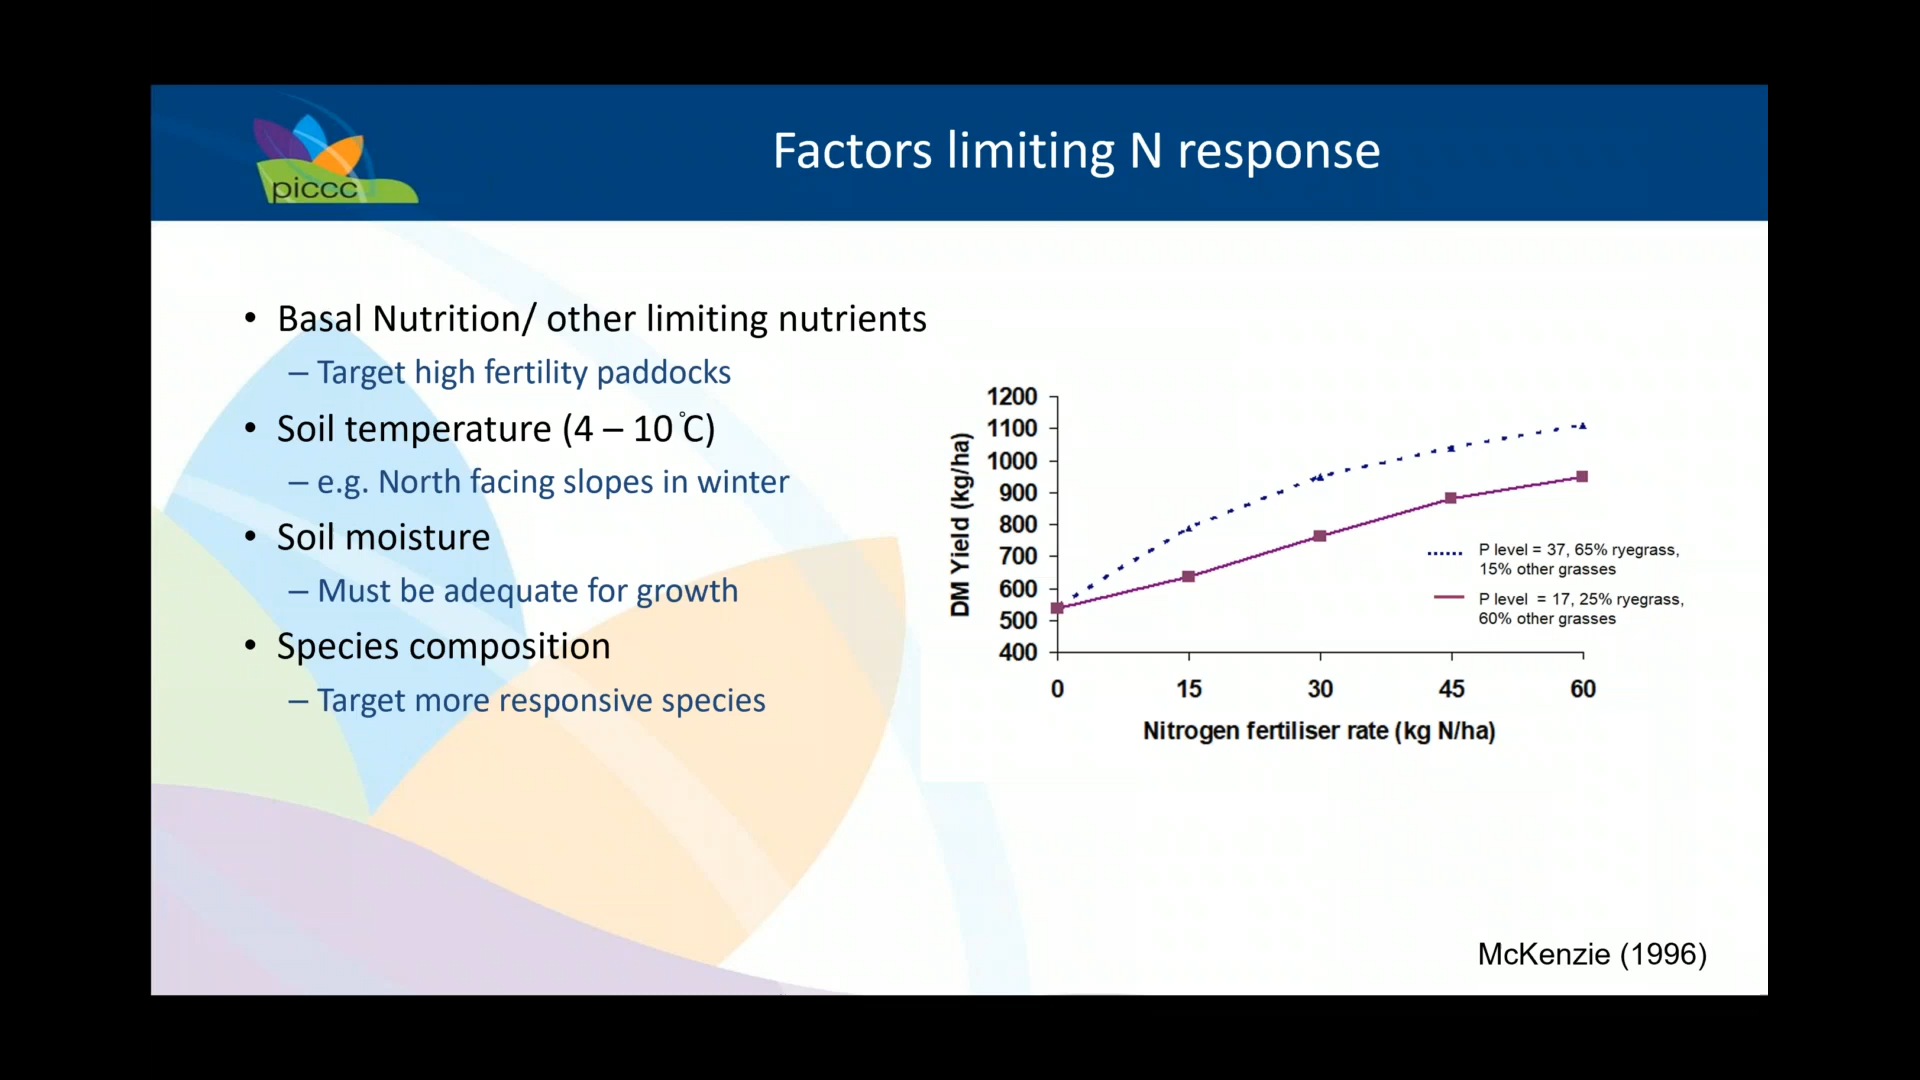 piccc
Factors limiting N response
• Basal Nutrition/ other limiting nutrients
– Target high fertility paddocks
• Soil temperature (4 – 10°C)
– e.g. North facing slopes in winter
• Soil moisture
– Must be adequate for growth
• Species composition
– Target more responsive species
DM Yield (kg/ha)
1200
1100
1000
900
800
700
600
500
400
0 15 30 45 60
Nitrogen fertiliser rate (kg N/ha)
P level = 37, 65% ryegrass,
15% other grasses
P level = 17, 25% ryegrass,
60% other grasses
McKenzie (1996)